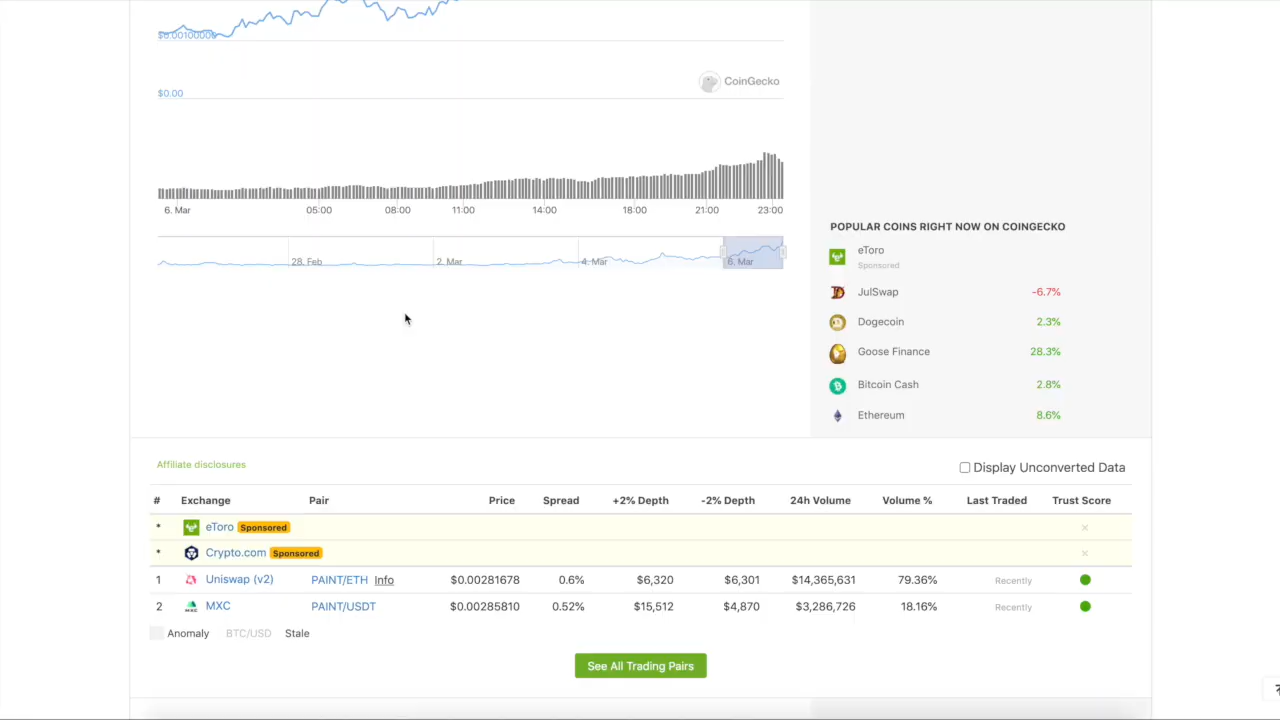 $0.00100000
CoinGecko
$0.00
6. Mar 05:00 08:00 11:00 14:00 18:00 21:00 23:00
28. Feb 2. Mar 4. Mar 6. Mar
POPULAR COINS RIGHT NOW ON COINGECKO
eToro
Sponsored
JulSwap -6.7%
Dogecoin 2.3%
Goose Finance 28.3%
Bitcoin Cash 2.8%
Ethereum 8.6%
Affiliate disclosures
Display Unconverted Data
# Exchange Pair Price Spread +2% Depth -2% Depth 24h Volume Volume % Last Traded Trust Score
* eToro Sponsored
* Crypto.com Sponsored
1 Uniswap (v2) PAINT/ETH Info $0.00281678 0.6% $6,320 $6,301 $14,365,631 79.36% Recently
2 MXC PAINT/USDT $0.00285810 0.52% $15,512 $4,870 $3,286,726 18.16% Recently
Anomaly BTC/USD Stale
See All Trading Pairs